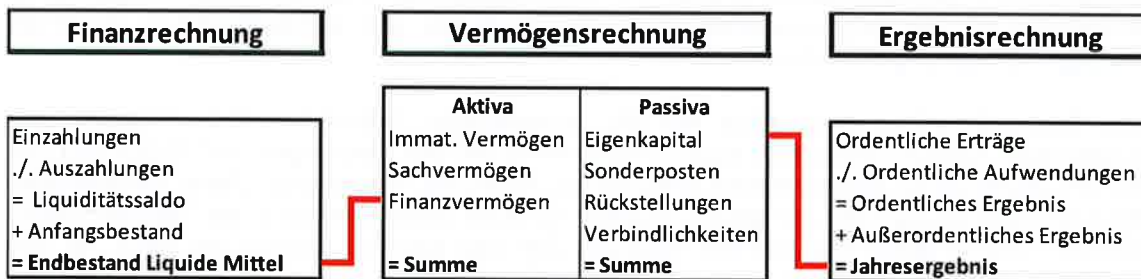 Finanzrechnung
Vermögensrechnung
Ergebnisrechnung
Einzahlungen
./. Auszahlungen
= Liquiditätssaldo
+ Anfangsbestand
= Endbestand Liquide Mittel
Aktiva
Immat. Vermögen
Sachvermögen
Finanzvermögen
= Summe
Passiva
Eigenkapital
Sonderposten
Rückstellungen
Verbindlichkeiten
= Summe
Ordentliche Erträge
./. Ordentliche Aufwendungen
= Ordentliches Ergebnis
+ Außerordentliches Ergebnis
= Jahresergebnis